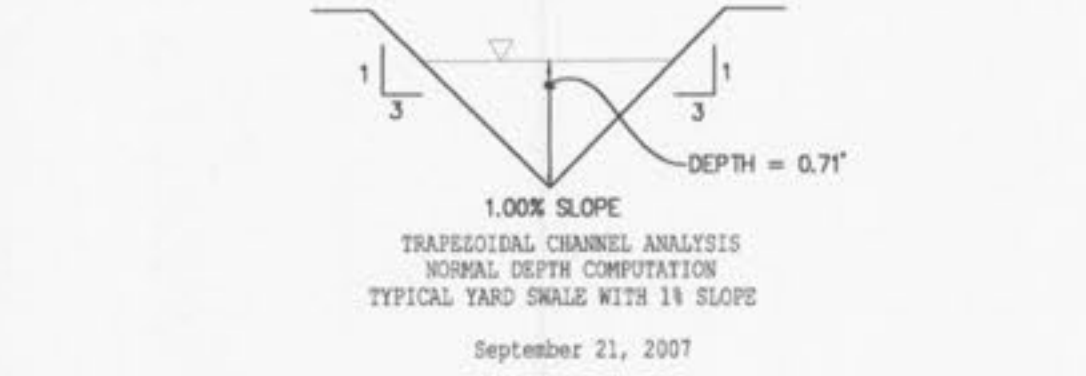 1
3
1
3
DEPTH = 0.71'
1.00% SLOPE
TRAPEZOIDAL CHANNEL ANALYSIS
NORMAL DEPTH COMPUTATION
TYPICAL YARD SWALE WITH 1% SLOPE
September 21, 2007